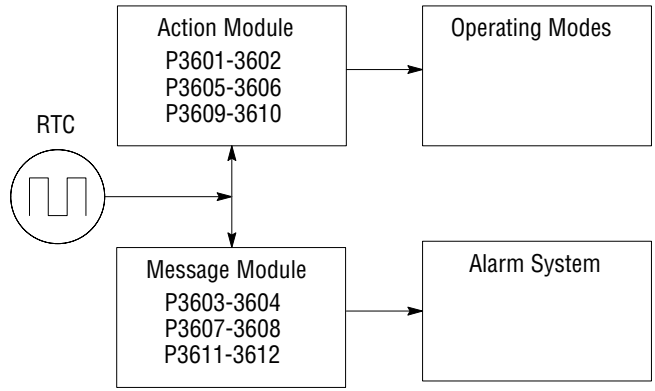 Action Module
P3601-3602
P3605-3606
P3609-3610
Operating Modes
RTC
Message Module
P3603-3604
P3607-3608
P3611-3612
Alarm System